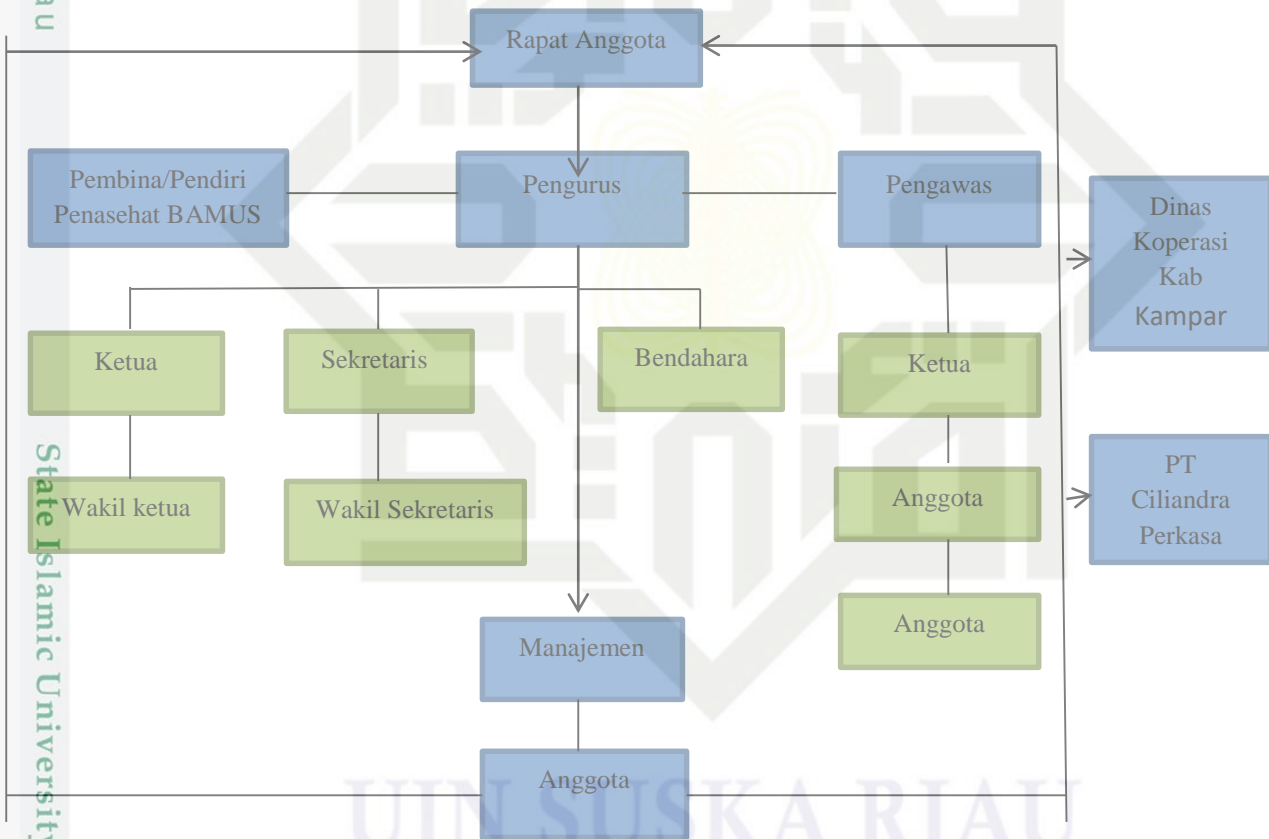 au
Rapat Anggota
Pembina/Pendiri
Penasehat BAMUS
Pengurus
Pengawas
Dinas
Koperasi
Kab
Kampar
Ketua
Sekretaris
Bendahara
Ketua
Wakil ketua
Wakil Sekretaris
Anggota
PT
Ciliandra
Perkasa
Anggota
Manajemen
Anggota
State Islamic University
UIN SUSKA RIAU